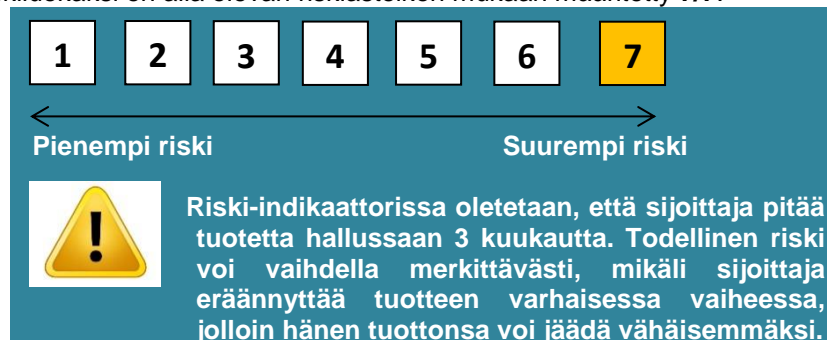 1 2 3 4 5 6 7
Pienempi riski Suurempi riski
Riski-indikaattorissa oletetaan, että sijoittaja pitää
tuotetta hallussaan 3 kuukautta. Todellinen riski
voi vaihdella merkittävästi, mikäli sijoittaja
eräännyttää tuotteen varhaisessa vaiheessa,
jolloin hänen tuottonsa voi jäädä vähäisemmäksi.